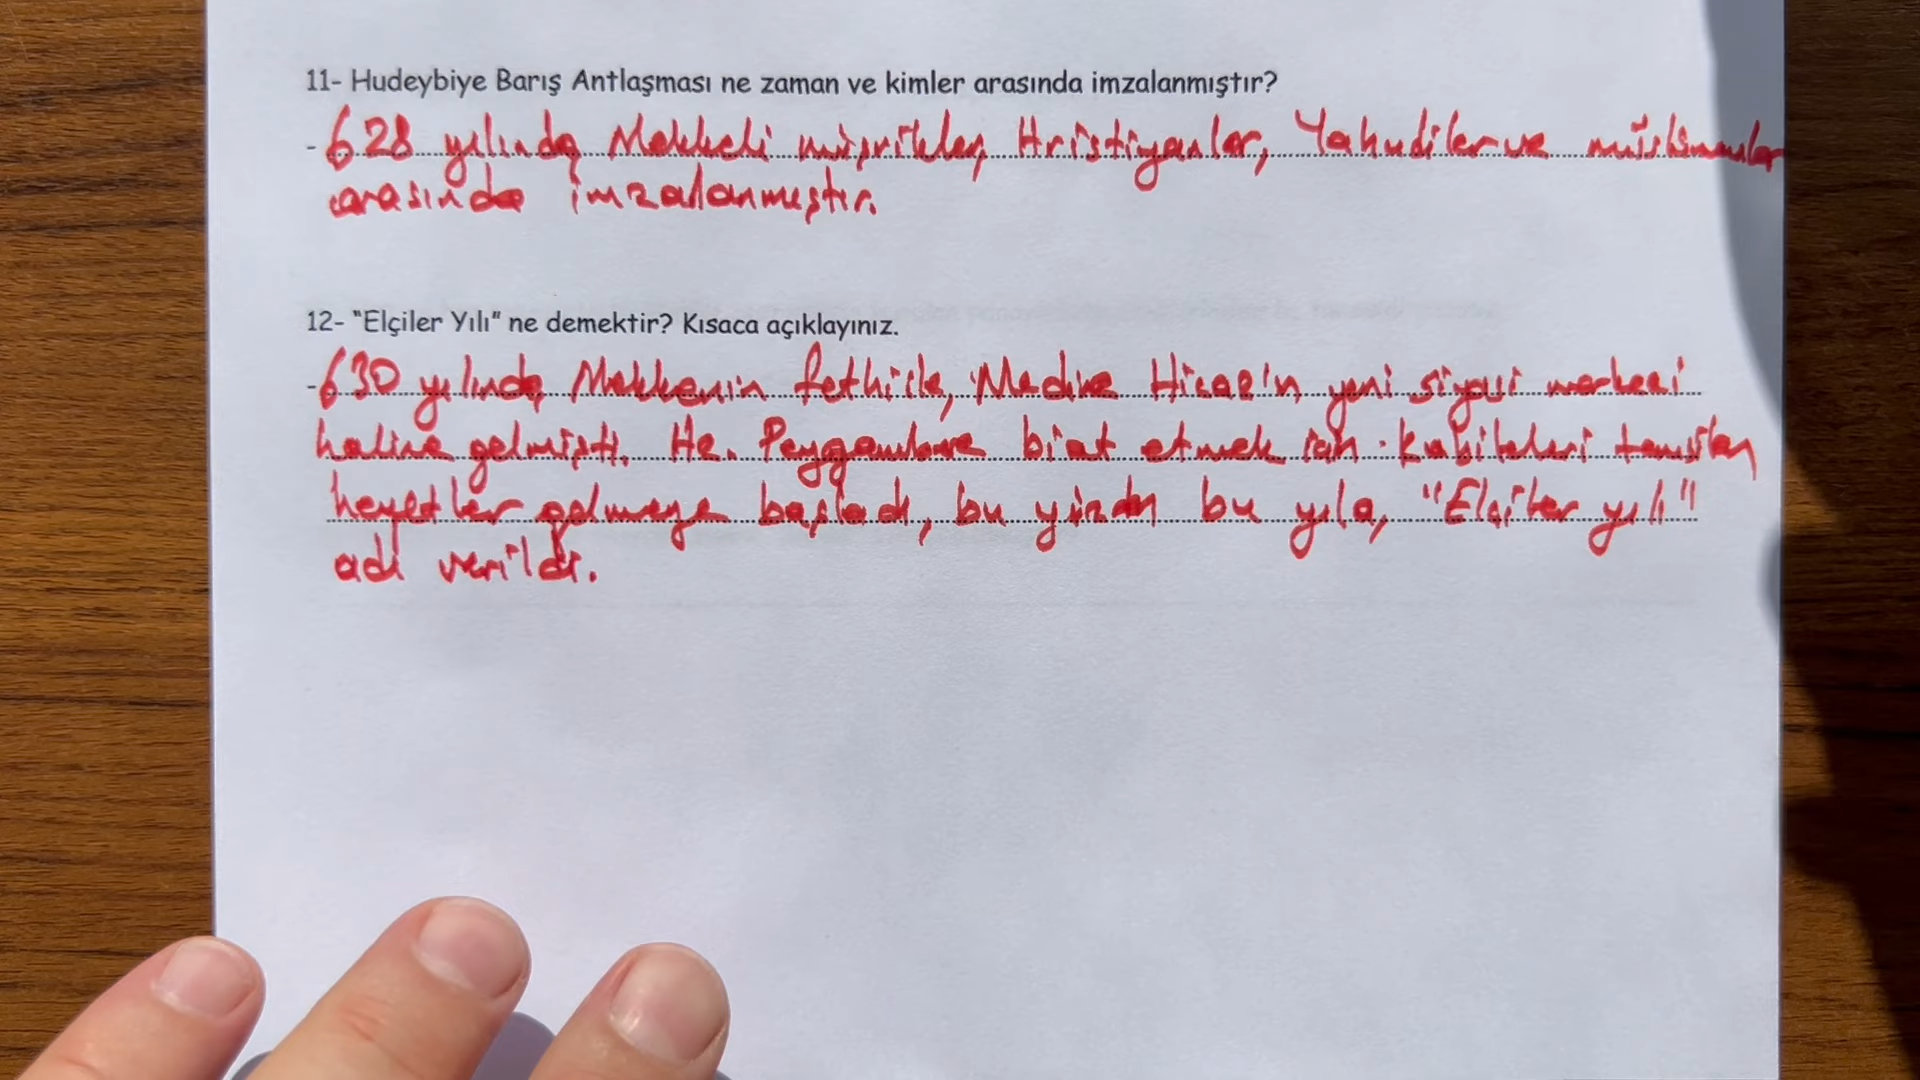 11- Hudeybiye Barış Antlaşması ne zaman ve kimler arasında imzalanmıştır?
- 628 yılında Mekkeli müşrikler, Hristiyanlar, Yahudiler ve müslümanlar
arasında imzalanmıştır.
12- "Elçiler Yılı" ne demektir? Kısaca açıklayınız.
- 630 yılında, Mekkenin fethi ile, Medine Hicaz'ın yeni siyasi merkezi
haline gelmişti. Hz. Peygambere biat etmek için kabileleri
heyetler gelmeye başladı, bu yüzden bu yıla, "Elçiler yılı"
adı verildi.